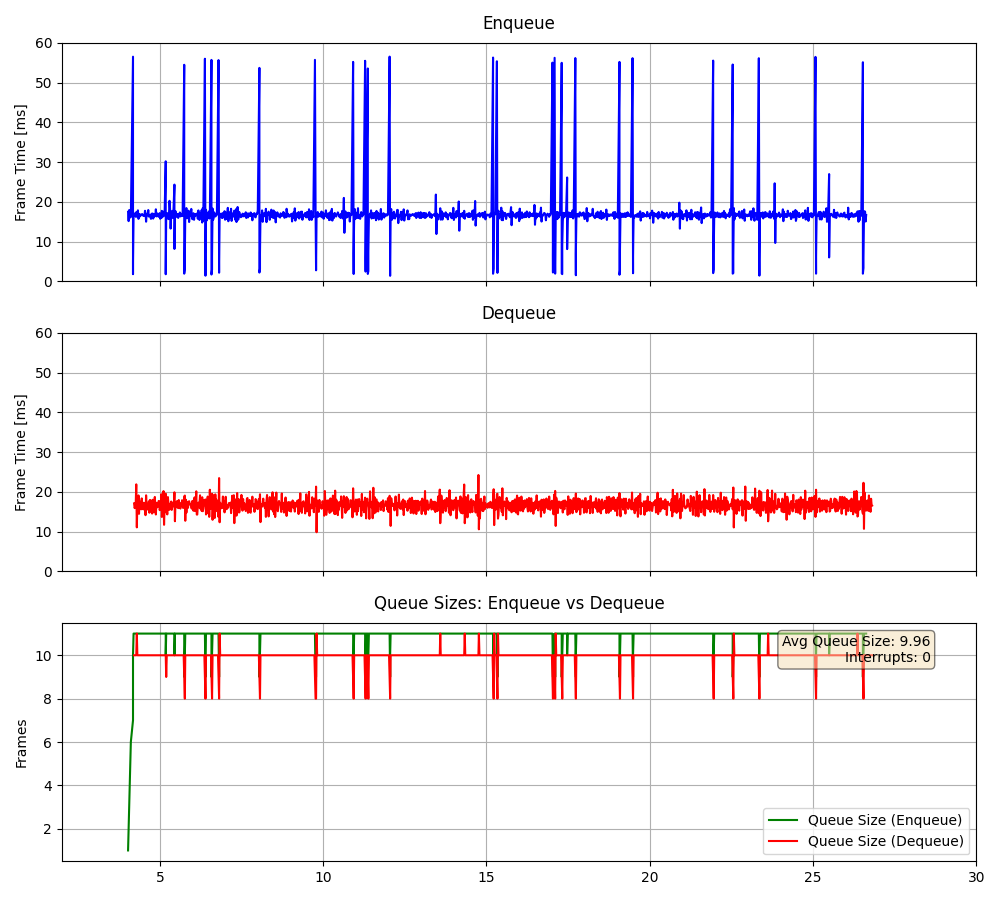 Enqueue
60
50
40
30
20
10
0
Frame Time [ms]
Dequeue
60
50
40
30
20
10
0
Frame Time [ms]
Queue Sizes: Enqueue vs Dequeue
10
8
6
4
2
Frames
Avg Queue Size: 9.96
Interrupts: 0
Queue Size (Enqueue)
Queue Size (Dequeue)
5 10 15 20 25 30